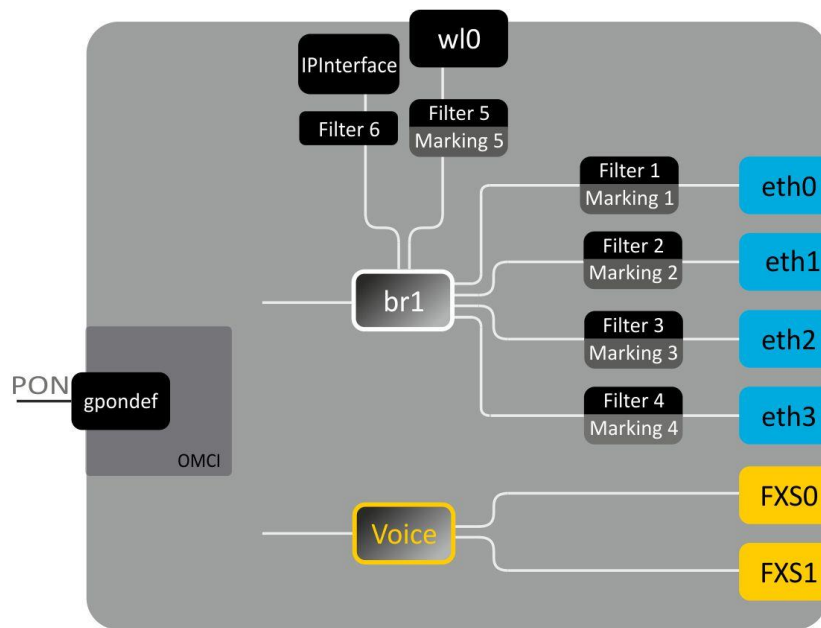 wl0
IPInterface
Filter 6
Filter 5
Marking 5
Filter 1
Marking 1
eth0
Filter 2
Marking 2
eth1
br1
Filter 3
Marking 3
eth2
PON
gpondef
OMCI
Filter 4
Marking 4
eth3
Voice
FXS0
FXS1